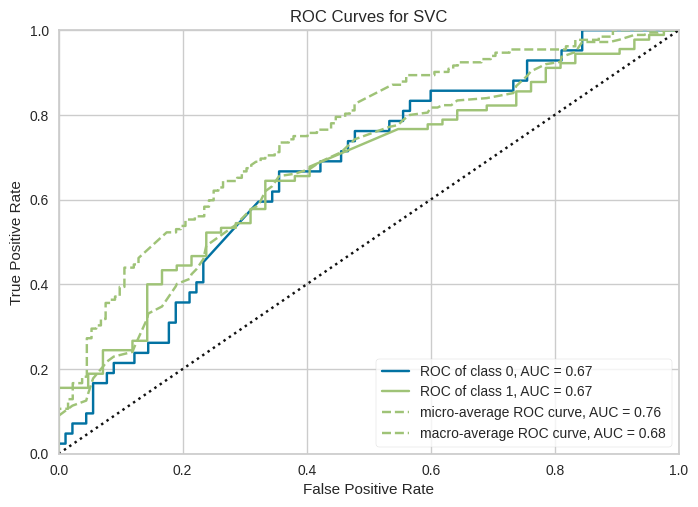 ROC Curves for SVC
True Positive Rate
1.0
0.8
0.6
0.4
0.2
0.0
ROC of class 0, AUC = 0.67
ROC of class 1, AUC = 0.67
micro-average ROC curve, AUC = 0.76
macro-average ROC curve, AUC = 0.68
0.0 0.2 0.4 0.6 0.8 1.0
False Positive Rate